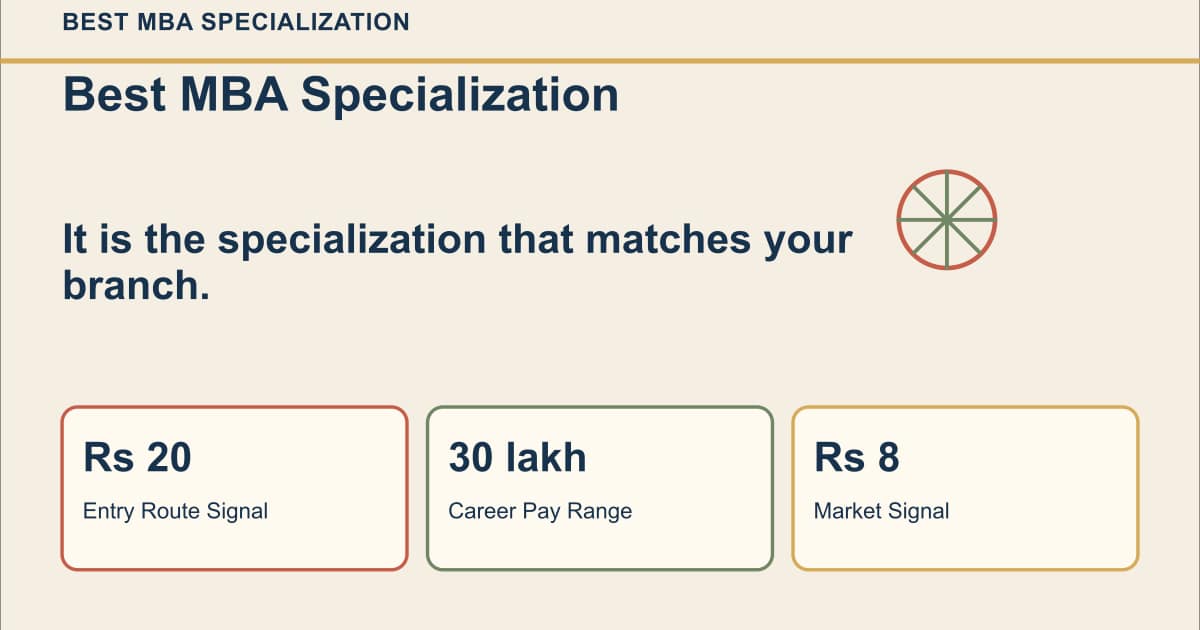 BEST MBA SPECIALIZATION
Best MBA Specialization
It is the specialization that matches your
branch.
Rs 20
Entry Route Signal
30 lakh
Career Pay Range
Rs 8
Market Signal